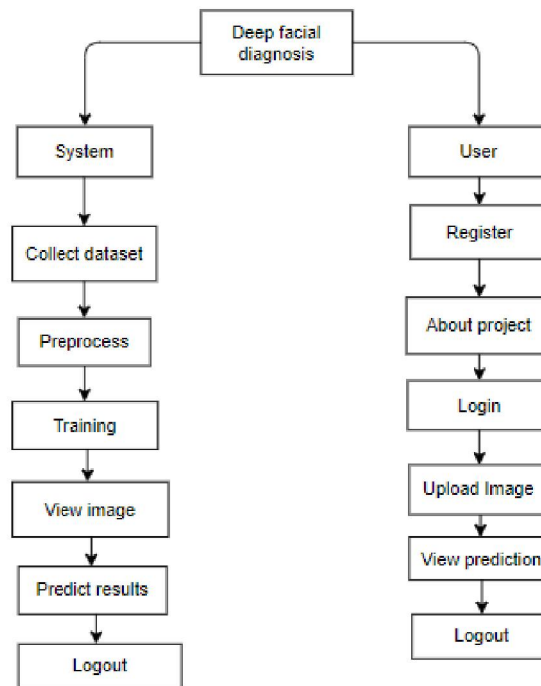 Deep facial
diagnosis
System
Collect dataset
Preprocess
Training
View image
Predict results
Logout
User
Register
About project
Login
Upload Image
View prediction
Logout